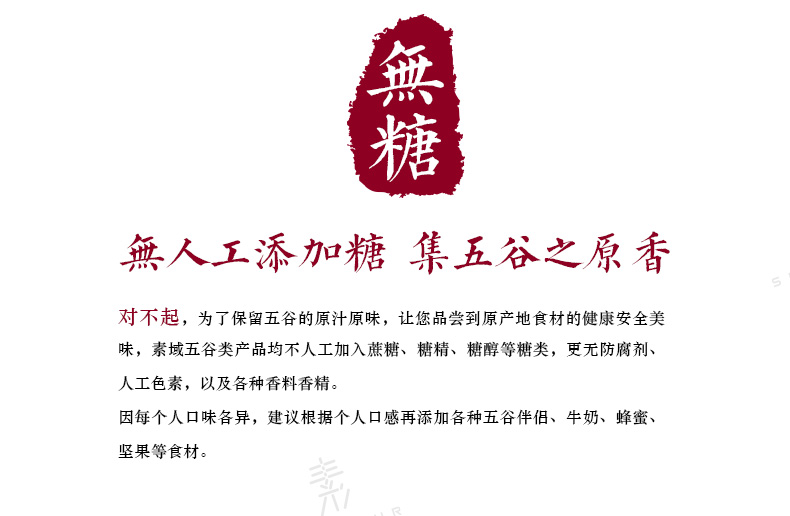 無糖
無人工添加糖 集五谷之原香
对不起，为了保留五谷的原汁原味，让您品尝到原产地食材的健康安全美
味，素域五谷类产品均不人工加入蔗糖、糖精、糖醇等糖类，更无防腐剂、
人工色素，以及各种香料香精。
因每个人口味各异，建议根据个人口感再添加各种五谷伴侣、牛奶、蜂蜜、
坚果等食材。